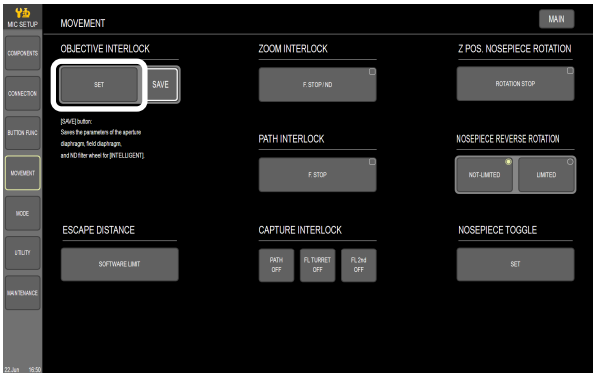 MIC SETUP
MOVEMENT
MAIN
COMPONENTS
CONNECTION
BUTTON FUNC.
MOVEMENT
MODE
UTILITY
MAINTENANCE
22.Jun 16:50
OBJECTIVE INTERLOCK
SET
SAVE
[SAVE] button:
Saves the parameters of the aperture
diaphragm, field diaphragm,
and ND filter wheel for [INTELLIGENT].
ESCAPE DISTANCE
SOFTWARE LIMIT
ZOOM INTERLOCK
F. STOP / ND
PATH INTERLOCK
F. STOP
CAPTURE INTERLOCK
PATH
OFF
FL TURRET
OFF
FL 2nd
OFF
Z POS. NOSEPIECE ROTATION
ROTATION STOP
NOSEPIECE REVERSE ROTATION
NOT-LIMITED
LIMITED
NOSEPIECE TOGGLE
SET